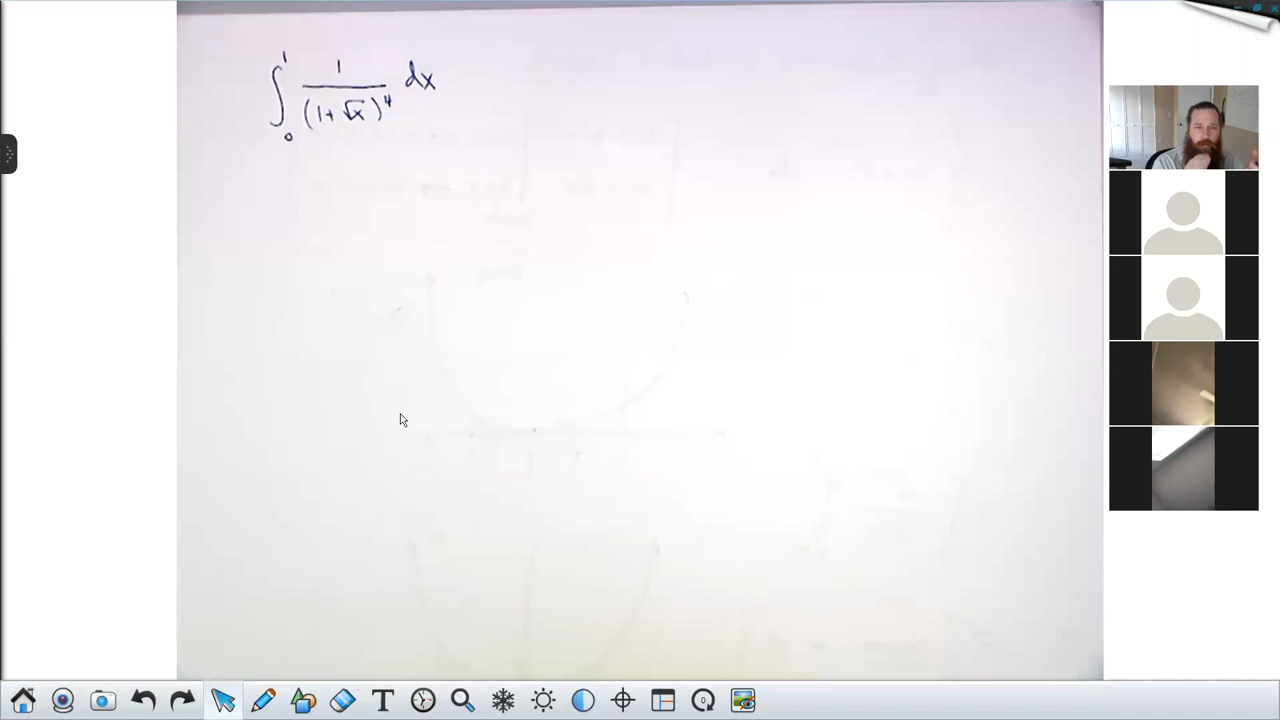 ∫₀¹ 1/(1+√x)⁴ dx